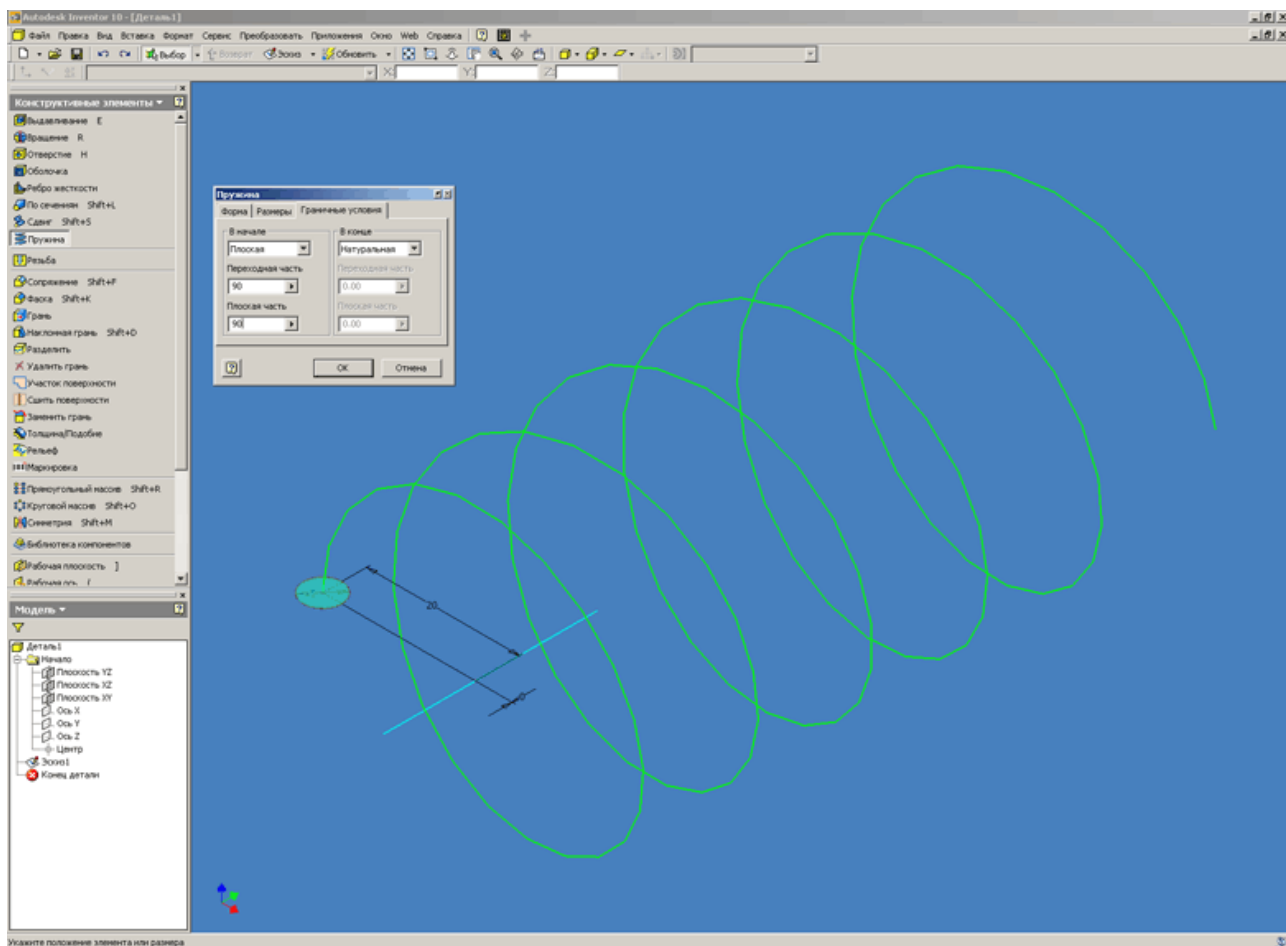 Autodesk Inventor 10 - [Деталь1]
Файл Правка Вид Вставка Формат Сервис Преобразовать Приложения Окно Web Справка
Выбор Возврат Эскиз Обновить
X: Y: Z:
Конструктивные элементы
Выдавливание E
Вращение R
Отверстие H
Оболочка
Ребро жесткости
По сечениям Shift+L
Сдвиг Shift+S
Пружина
Резьба
Сопряжение Shift+F
Фаска Shift+K
Грань
Наклонная грань Shift+D
Разделить
Удалить грань
Участок поверхности
Сшить поверхности
Заменить грань
Толщина/Подобие
Рельеф
Маркировка
Прямоугольный массив Shift+R
Круговой массив Shift+O
Симметрия Shift+M
Библиотека компонентов
Рабочая плоскость ]
Рабочая ось /
Модель
Деталь1
Начало
Плоскость YZ
Плоскость XZ
Плоскость XY
Ось X
Ось Y
Ось Z
Центр
Эскиз1
Конец детали
Пружина
Форма Размеры Граничные условия
В начале В конце
Плоская Натуральная
Переходная часть Переходная часть
90 0.00
Плоская часть Плоская часть
90 0.00
OK Отмена
20
Укажите положение элемента или размера